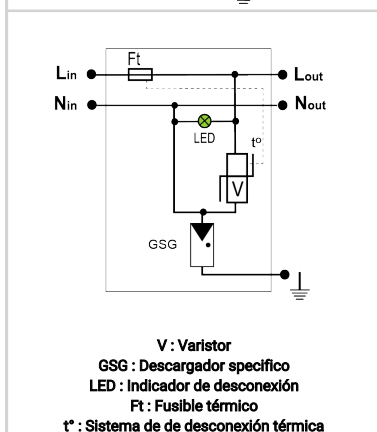 Ft
Lin
Lout
Nin
Nout
LED
t°
V
GSG
V : Varistor
GSG : Descargador specifico
LED : Indicador de desconexión
Ft : Fusible térmico
t° : Sistema de de desconexión térmica